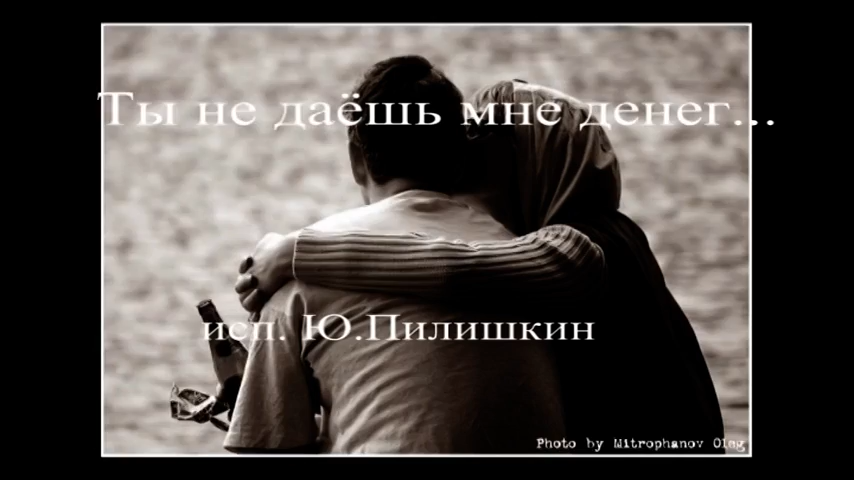 Ты не даёшь мне денег...
исп. Ю.Пилишкин
Photo by Mitrophanov Oleg